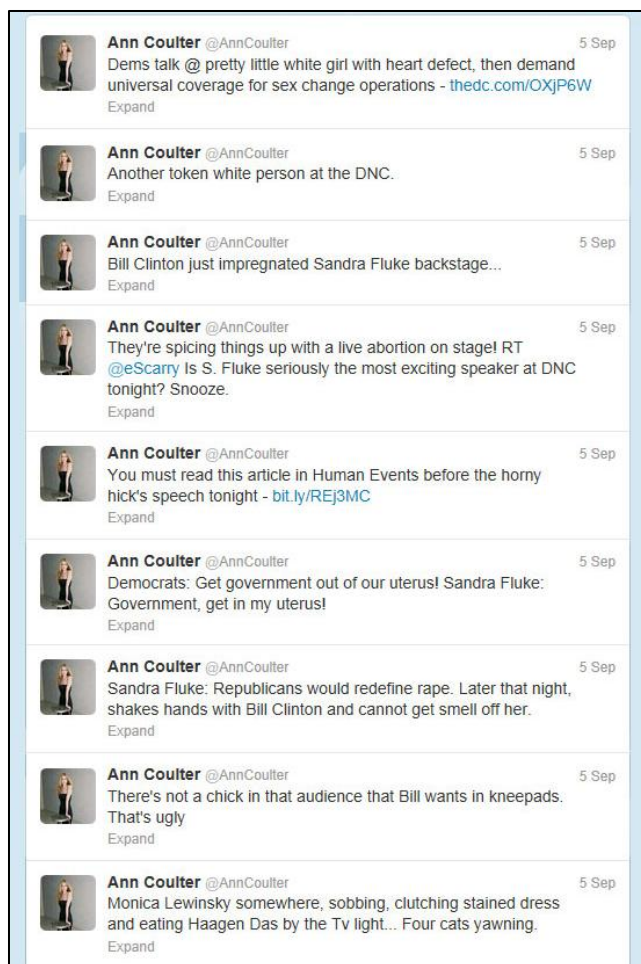 Ann Coulter @AnnCoulter 5 Sep
Dems talk @ pretty little white girl with heart defect, then demand
universal coverage for sex change operations - thedc.com/OXjP6W
Expand
Ann Coulter @AnnCoulter 5 Sep
Another token white person at the DNC.
Expand
Ann Coulter @AnnCoulter 5 Sep
Bill Clinton just impregnated Sandra Fluke backstage...
Expand
Ann Coulter @AnnCoulter 5 Sep
They're spicing things up with a live abortion on stage! RT
@eScarry Is S. Fluke seriously the most exciting speaker at DNC
tonight? Snooze.
Expand
Ann Coulter @AnnCoulter 5 Sep
You must read this article in Human Events before the horny
hick's speech tonight - bit.ly/REj3MC
Expand
Ann Coulter @AnnCoulter 5 Sep
Democrats: Get government out of our uterus! Sandra Fluke:
Government, get in my uterus!
Expand
Ann Coulter @AnnCoulter 5 Sep
Sandra Fluke: Republicans would redefine rape. Later that night,
shakes hands with Bill Clinton and cannot get smell off her.
Expand
Ann Coulter @AnnCoulter 5 Sep
There's not a chick in that audience that Bill wants in kneepads.
That's ugly
Expand
Ann Coulter @AnnCoulter 5 Sep
Monica Lewinsky somewhere, sobbing, clutching stained dress
and eating Haagen Das by the Tv light... Four cats yawning.
Expand